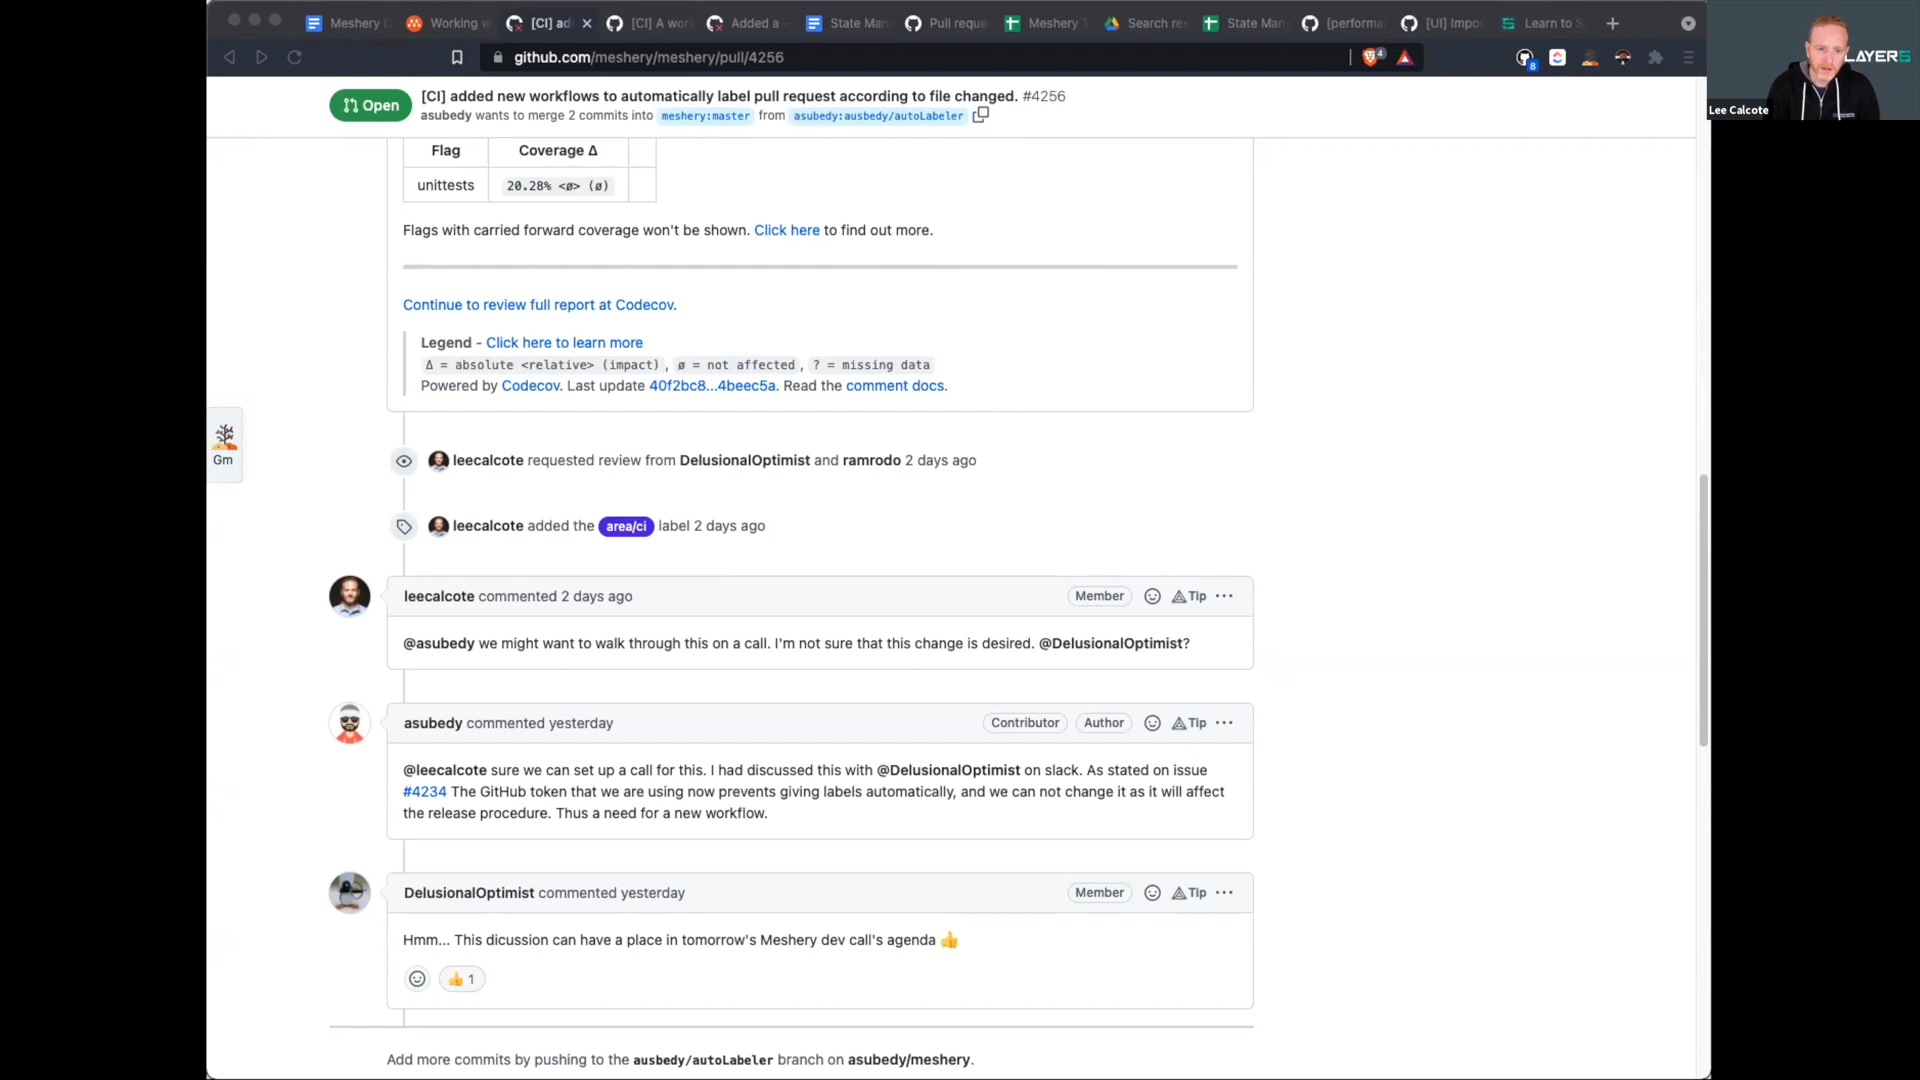 Meshery D
Working w
[CI] ad
[CI] A wor
Added a
State Man
Pull reque
Meshery T
Search res
State Man
[performa
[UI] Impo
Learn to S
github.com/meshery/meshery/pull/4256
4
8
LAYER5
Lee Calcote
Open
[CI] added new workflows to automatically label pull request according to file changed. #4256
asubedy wants to merge 2 commits into meshery:master from asubedy:ausbedy/autoLabeler
Flag Coverage Δ
unittests 20.28% <ø> (ø)
Flags with carried forward coverage won't be shown. Click here to find out more.
Continue to review full report at Codecov.
Legend - Click here to learn more
Δ = absolute <relative> (impact), ø = not affected, ? = missing data
Powered by Codecov. Last update 40f2bc8...4beec5a. Read the comment docs.
Gm
leecalcote requested review from DelusionalOptimist and ramrodo 2 days ago
leecalcote added the area/ci label 2 days ago
leecalcote commented 2 days ago
Member
Tip
@asubedy we might want to walk through this on a call. I'm not sure that this change is desired. @DelusionalOptimist?
asubedy commented yesterday
Contributor
Author
Tip
@leecalcote sure we can set up a call for this. I had discussed this with @DelusionalOptimist on slack. As stated on issue
#4234 The GitHub token that we are using now prevents giving labels automatically, and we can not change it as it will affect
the release procedure. Thus a need for a new workflow.
DelusionalOptimist commented yesterday
Member
Tip
Hmm... This dicussion can have a place in tomorrow's Meshery dev call's agenda 👍
👍 1
Add more commits by pushing to the ausbedy/autoLabeler branch on asubedy/meshery.